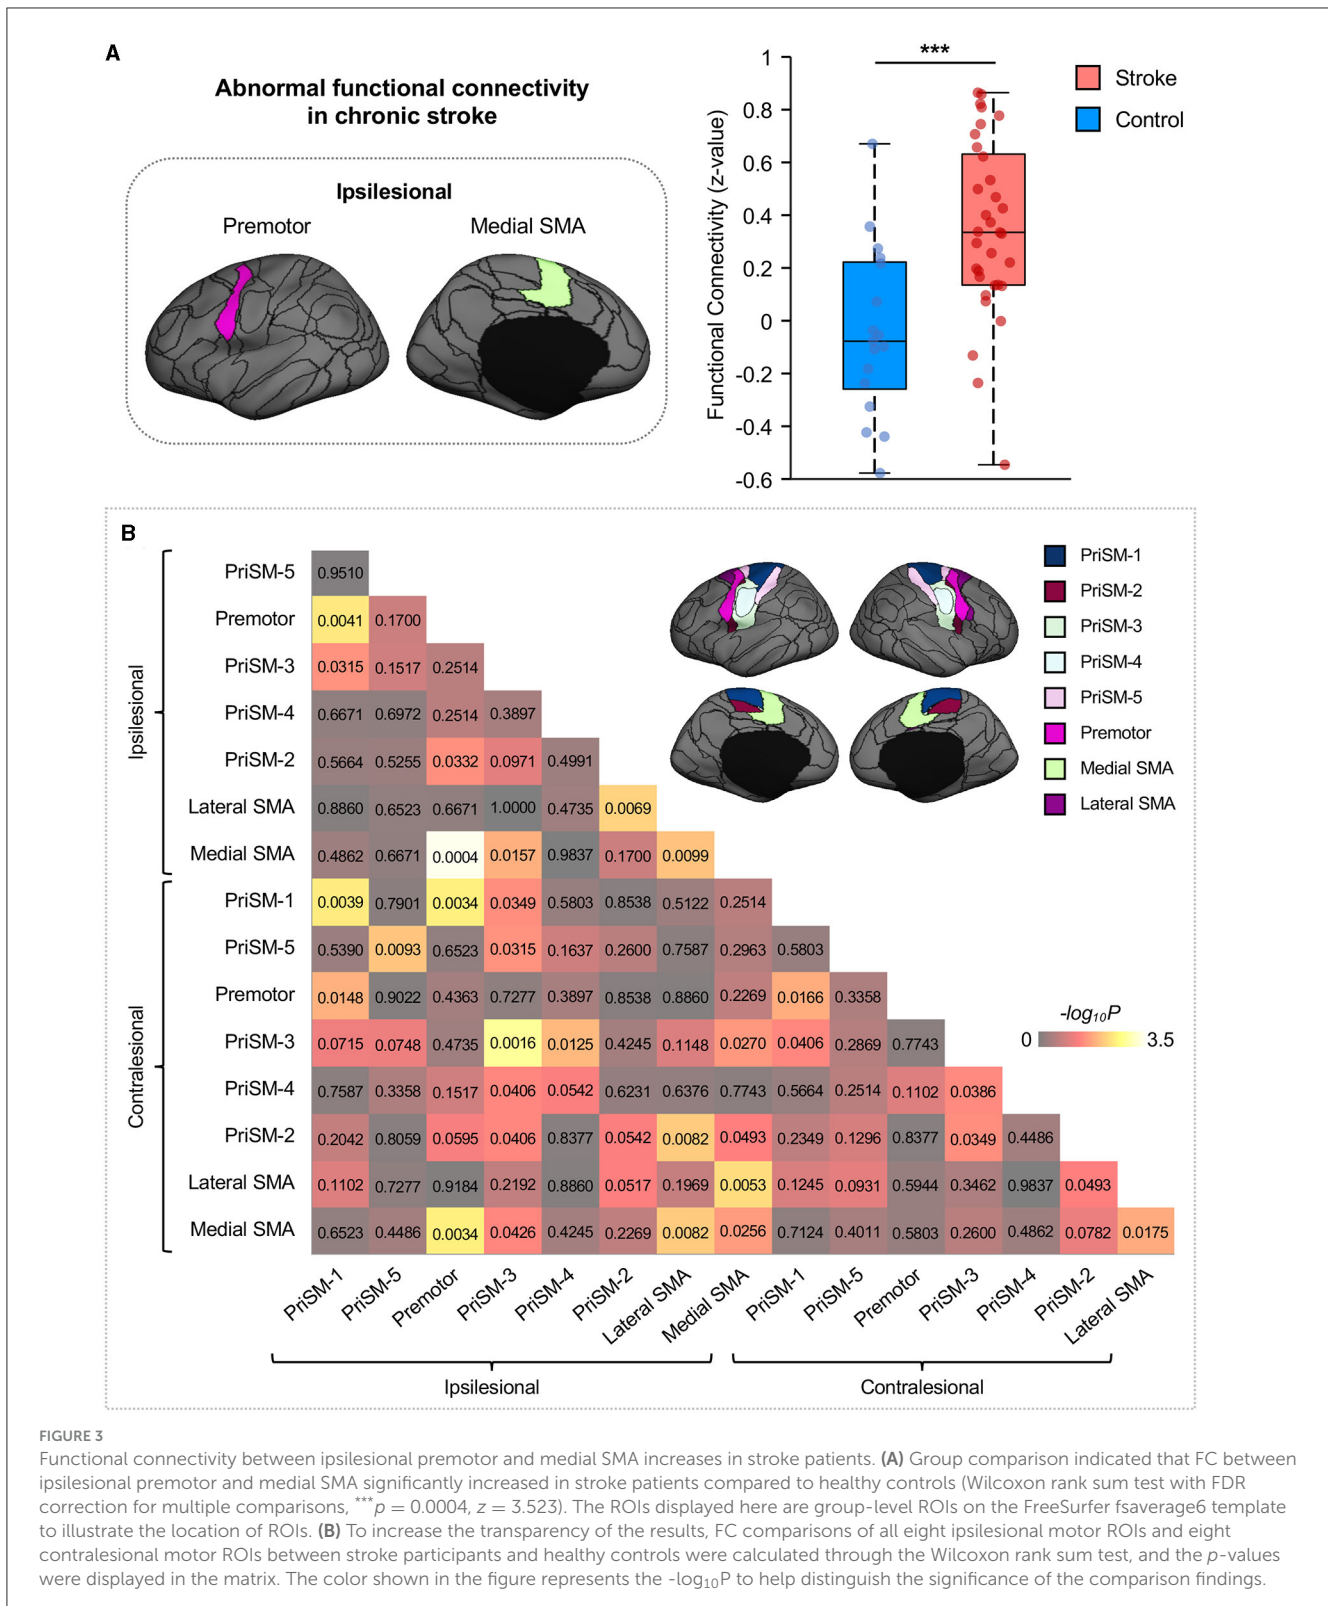 A
Abnormal functional connectivity
in chronic stroke
Ipsilesional
Premotor Medial SMA
***
Stroke
Control
Functional Connectivity (z-value)
1
0.8
0.6
0.4
0.2
0
-0.2
-0.4
-0.6
B
Ipsilesional
PriSM-5 0.9510
Premotor 0.0041 0.1700
PriSM-3 0.0315 0.1517 0.2514
PriSM-4 0.6671 0.6972 0.2514 0.3897
PriSM-2 0.5664 0.5255 0.0332 0.0971 0.4991
Lateral SMA 0.8860 0.6523 0.6671 1.0000 0.4735 0.0069
Medial SMA 0.4862 0.6671 0.0004 0.0157 0.9837 0.1700 0.0099
Contralesional
PriSM-1 0.0039 0.7901 0.0034 0.0349 0.5803 0.8538 0.5122 0.2514
PriSM-5 0.5390 0.0093 0.6523 0.0315 0.1637 0.2600 0.7587 0.2963 0.5803
Premotor 0.0148 0.9022 0.4363 0.7277 0.3897 0.8538 0.8860 0.2269 0.0166 0.3358
PriSM-3 0.0715 0.0748 0.4735 0.0016 0.0125 0.4245 0.1148 0.0270 0.0406 0.2869 0.7743
PriSM-4 0.7587 0.3358 0.1517 0.0406 0.0542 0.6231 0.6376 0.7743 0.5664 0.2514 0.1102 0.0386
PriSM-2 0.2042 0.8059 0.0595 0.0406 0.8377 0.0542 0.0082 0.0493 0.2349 0.1296 0.8377 0.0349 0.4486
Lateral SMA 0.1102 0.7277 0.9184 0.2192 0.8860 0.0517 0.1969 0.0053 0.1245 0.0931 0.5944 0.3462 0.9837 0.0493
Medial SMA 0.6523 0.4486 0.0034 0.0426 0.4245 0.2269 0.0082 0.0256 0.7124 0.4011 0.5803 0.2600 0.4862 0.0782 0.0175
PriSM-1 PriSM-5 Premotor PriSM-3 PriSM-4 PriSM-2 Lateral SMA Medial SMA PriSM-1 PriSM-5 Premotor PriSM-3 PriSM-4 PriSM-2 Lateral SMA
Ipsilesional Contralesional
PriSM-1
PriSM-2
PriSM-3
PriSM-4
PriSM-5
Premotor
Medial SMA
Lateral SMA
-log10P
0 3.5
FIGURE 3
Functional connectivity between ipsilesional premotor and medial SMA increases in stroke patients. (A) Group comparison indicated that FC between
ipsilesional premotor and medial SMA significantly increased in stroke patients compared to healthy controls (Wilcoxon rank sum test with FDR
correction for multiple comparisons, ***p = 0.0004, z = 3.523). The ROIs displayed here are group-level ROIs on the FreeSurfer fsaverage6 template
to illustrate the location of ROIs. (B) To increase the transparency of the results, FC comparisons of all eight ipsilesional motor ROIs and eight
contralesional motor ROIs between stroke participants and healthy controls were calculated through the Wilcoxon rank sum test, and the p-values
were displayed in the matrix. The color shown in the figure represents the -log10P to help distinguish the significance of the comparison findings.